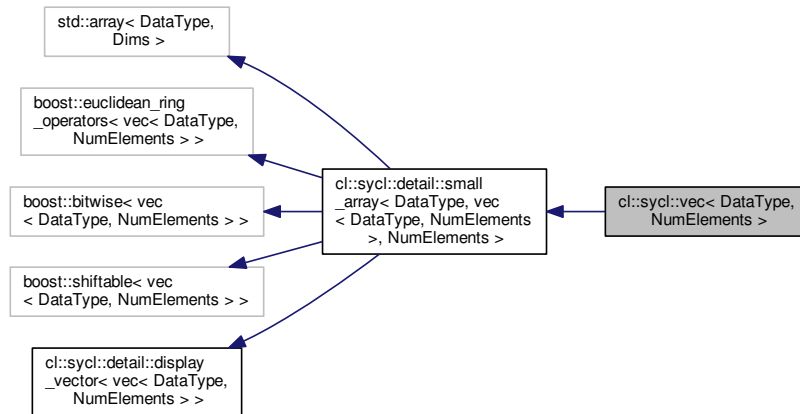 std::array< DataType,
Dims >
boost::euclidean_ring
_operators< vec< DataType,
NumElements > >
boost::bitwise< vec
< DataType, NumElements > >
boost::shiftable< vec
< DataType, NumElements > >
cl::sycl::detail::display
_vector< vec< DataType,
NumElements > >
cl::sycl::detail::small
_array< DataType, vec
< DataType, NumElements
>, NumElements >
cl::sycl::vec< DataType,
NumElements >